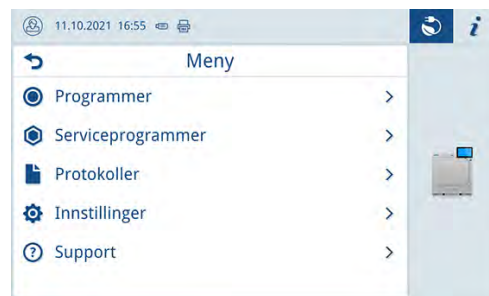 11.10.2021 16:55
i
Meny
Programmer
Serviceprogrammer
Protokoller
Innstillinger
Support